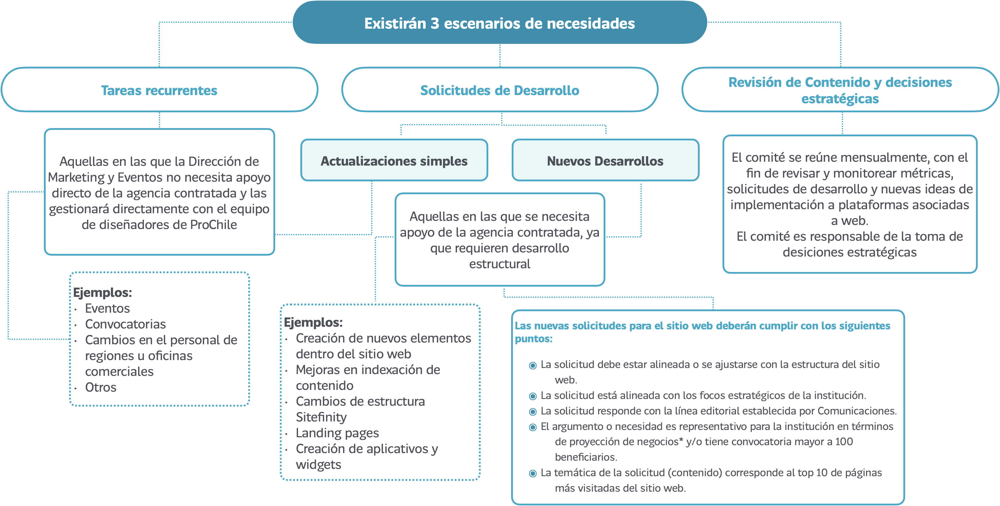 Existirán 3 escenarios de necesidades
Tareas recurrentes
Solicitudes de Desarrollo
Revisión de Contenido y decisiones
estratégicas
Aquellas en las que la Dirección de
Marketing y Eventos no necesita apoyo
directo de la agencia contratada y las
gestionará directamente con el equipo
de diseñadores de ProChile
Actualizaciones simples
Nuevos Desarrollos
Aquellas en las que se necesita
apoyo de la agencia contratada, ya
que requieren desarrollo
estructural
El comité se reúne mensualmente, con el
fin de revisar y monitorear métricas,
solicitudes de desarrollo y nuevas ideas de
implementación a plataformas asociadas
a web.
El comité es responsable de la toma de
desiciones estratégicas
Ejemplos:
· Eventos
· Convocatorias
· Cambios en el personal de
regiones u oficinas
comerciales
· Otros
Ejemplos:
· Creación de nuevos elementos
dentro del sitio web
· Mejoras en indexación de
contenido
· Cambios de estructura
Sitefinity
· Landing pages
· Creación de aplicativos y
widgets
Las nuevas solicitudes para el sitio web deberán cumplir con los siguientes
puntos:
◉ La solicitud debe estar alineada o se ajustarse con la estructura del sitio
web.
◉ La solicitud está alineada con los focos estratégicos de la institución.
◉ La solicitud responde con la línea editorial establecida por Comunicaciones.
◉ El argumento o necesidad es representativo para la institución en términos
de proyección de negocios* y/o tiene convocatoria mayor a 100
beneficiarios.
◉ La temática de la solicitud (contenido) corresponde al top 10 de páginas
más visitadas del sitio web.